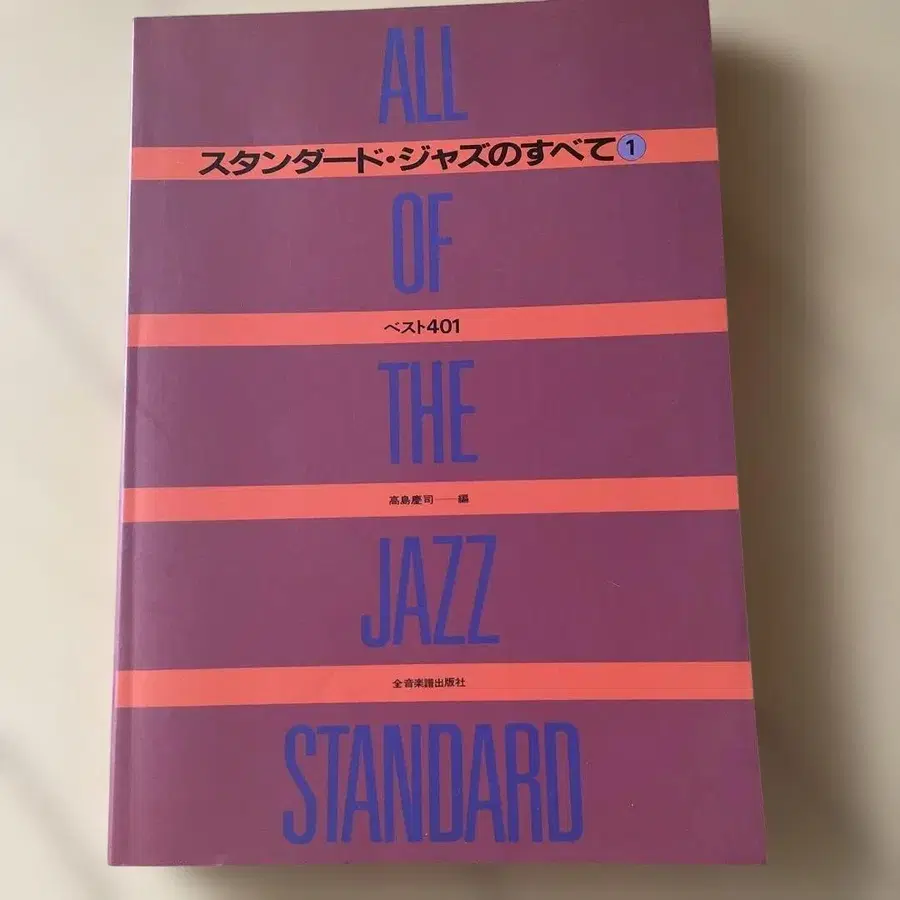 ALL
スタンダード・ジャズのすべて①
OF
ベスト401
THE
高島慶司──編
JAZZ
全音楽譜出版社
STANDARD